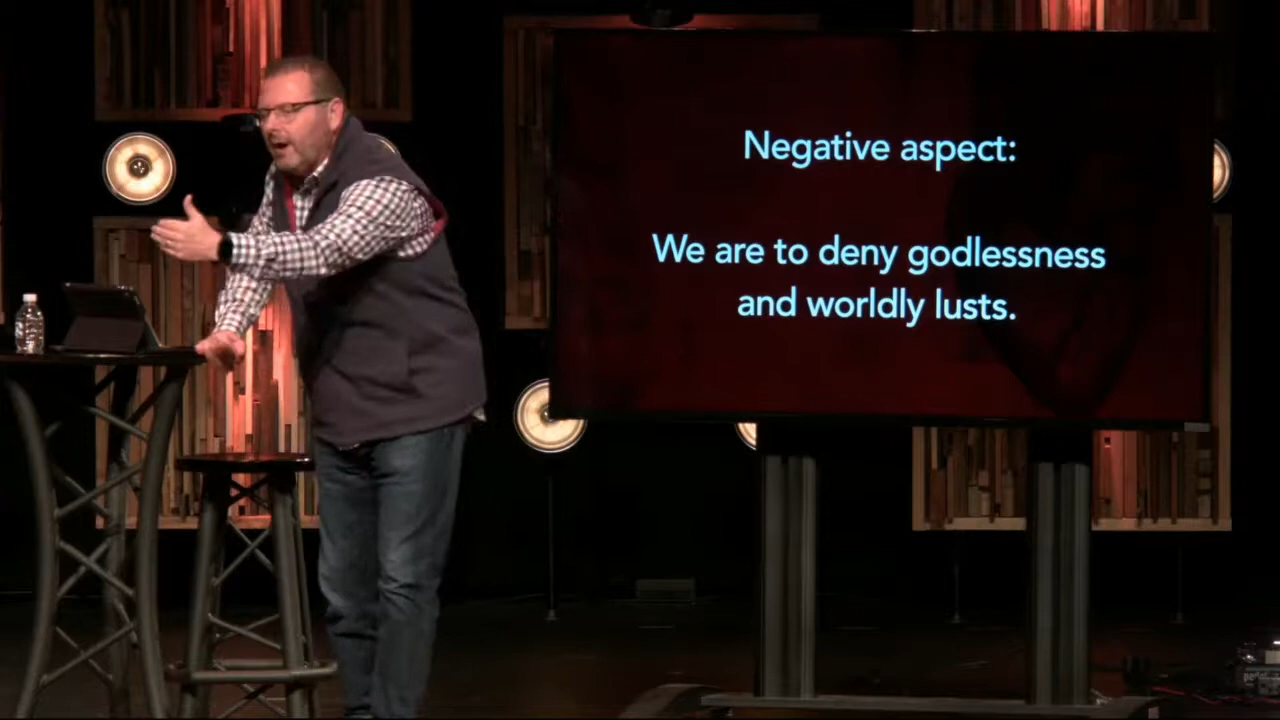 Negative aspect:
We are to deny godlessness
and worldly lusts.